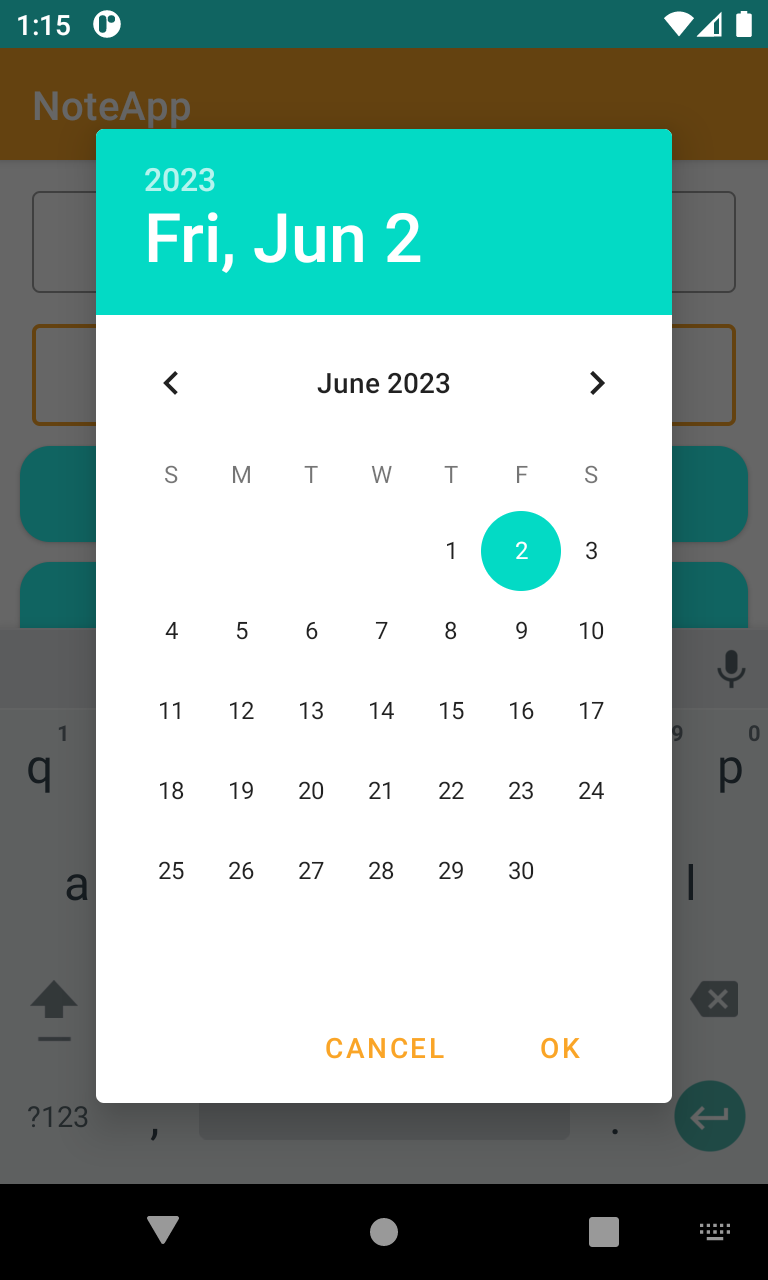 1:15
NoteApp
2023
Fri, Jun 2
June 2023
S M T W T F S
1 2 3
4 5 6 7 8 9 10
11 12 13 14 15 16 17
18 19 20 21 22 23 24
25 26 27 28 29 30
CANCEL OK
q 1 9 p 0
a l
?123 , .